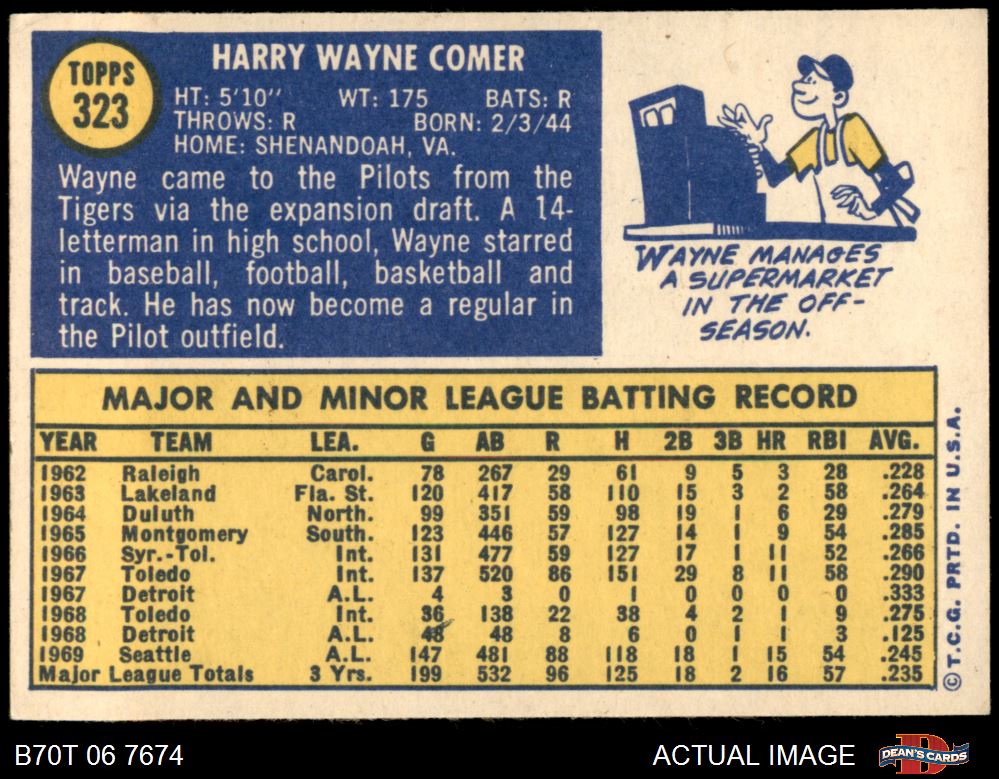 TOPPS
323
HARRY WAYNE COMER
HT: 5'10" WT: 175 BATS: R
THROWS: R BORN: 2/3/44
HOME: SHENANDOAH, VA.
Wayne came to the Pilots from the
Tigers via the expansion draft. A 14-
letterman in high school, Wayne starred
in baseball, football, basketball and
track. He has now become a regular in
the Pilot outfield.
WAYNE MANAGES
A SUPERMARKET
IN THE OFF-
SEASON.
MAJOR AND MINOR LEAGUE BATTING RECORD
YEAR TEAM LEA. G AB R H 2B 3B HR RBI AVG.
1962 Raleigh Carol. 78 267 29 61 9 5 3 28 .228
1963 Lakeland Fla. St. 120 417 58 110 15 3 2 58 .264
1964 Duluth North. 99 351 59 98 19 1 6 29 .279
1965 Montgomery South. 123 446 57 127 14 1 9 54 .285
1966 Syr.-Tol. Int. 131 477 59 127 17 1 11 52 .266
1967 Toledo Int. 137 520 86 151 29 8 11 58 .290
1967 Detroit A.L. 4 3 0 1 0 0 0 0 .333
1968 Toledo Int. 36 138 22 38 4 2 1 9 .275
1968 Detroit A.L. 48 48 8 6 0 1 1 3 .125
1969 Seattle A.L. 147 481 88 118 18 1 15 54 .245
Major League Totals 3 Yrs. 199 532 96 125 18 2 16 57 .235
©T.C.G. PRTD. IN U.S.A.
B70T 06 7674 ACTUAL IMAGE
DEAN'S CARDS